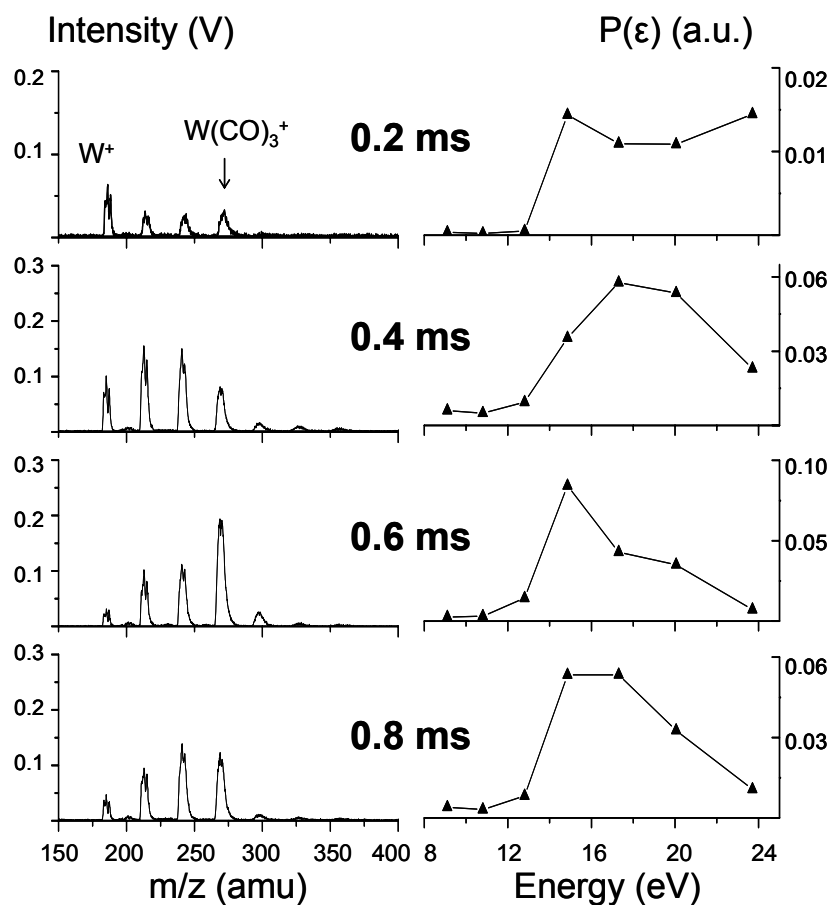 Intensity (V) P(ε) (a.u.)
0.2 0.02
W(CO)₃⁺
W⁺ 0.2 ms
0.1 0.01
0.3 0.06
0.2 0.4 ms
0.1 0.03
0.3 0.10
0.2 0.6 ms
0.1 0.05
0.3 0.06
0.2 0.8 ms
0.1 0.03
150 200 250 300 350 400 8 12 16 20 24
m/z (amu) Energy (eV)